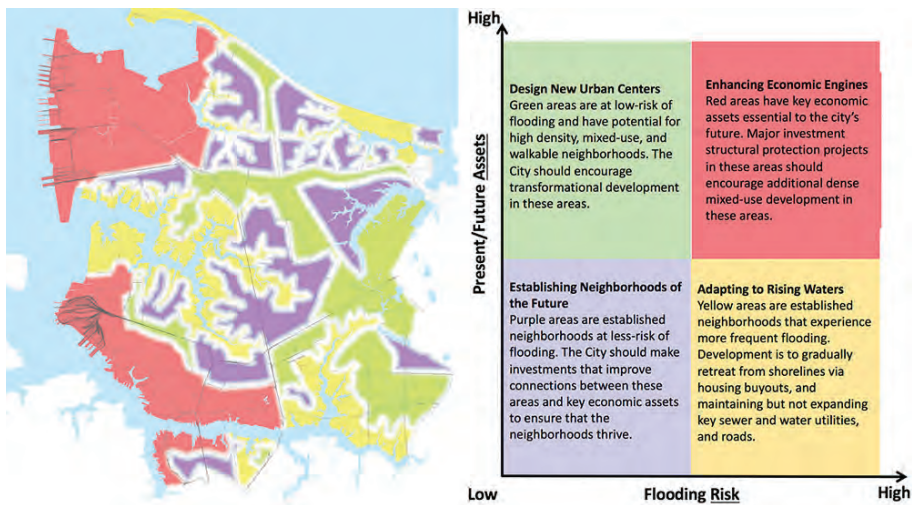 High
Present/Future Assets
Design New Urban Centers
Green areas are at low-risk of
flooding and have potential for
high density, mixed-use, and
walkable neighborhoods. The
City should encourage
transformational development
in these areas.
Enhancing Economic Engines
Red areas have key economic
assets essential to the city's
future. Major investment
structural protection projects
in these areas should
encourage additional dense
mixed-use development in
these areas.
Establishing Neighborhoods of
the Future
Purple areas are established
neighborhoods at less-risk of
flooding. The City should make
investments that improve
connections between these
areas and key economic assets
to ensure that the
neighborhoods thrive.
Adapting to Rising Waters
Yellow areas are established
neighborhoods that experience
more frequent flooding.
Development is to gradually
retreat from shorelines via
housing buyouts, and
maintaining but not expanding
key sewer and water utilities,
and roads.
Low
Flooding Risk
High